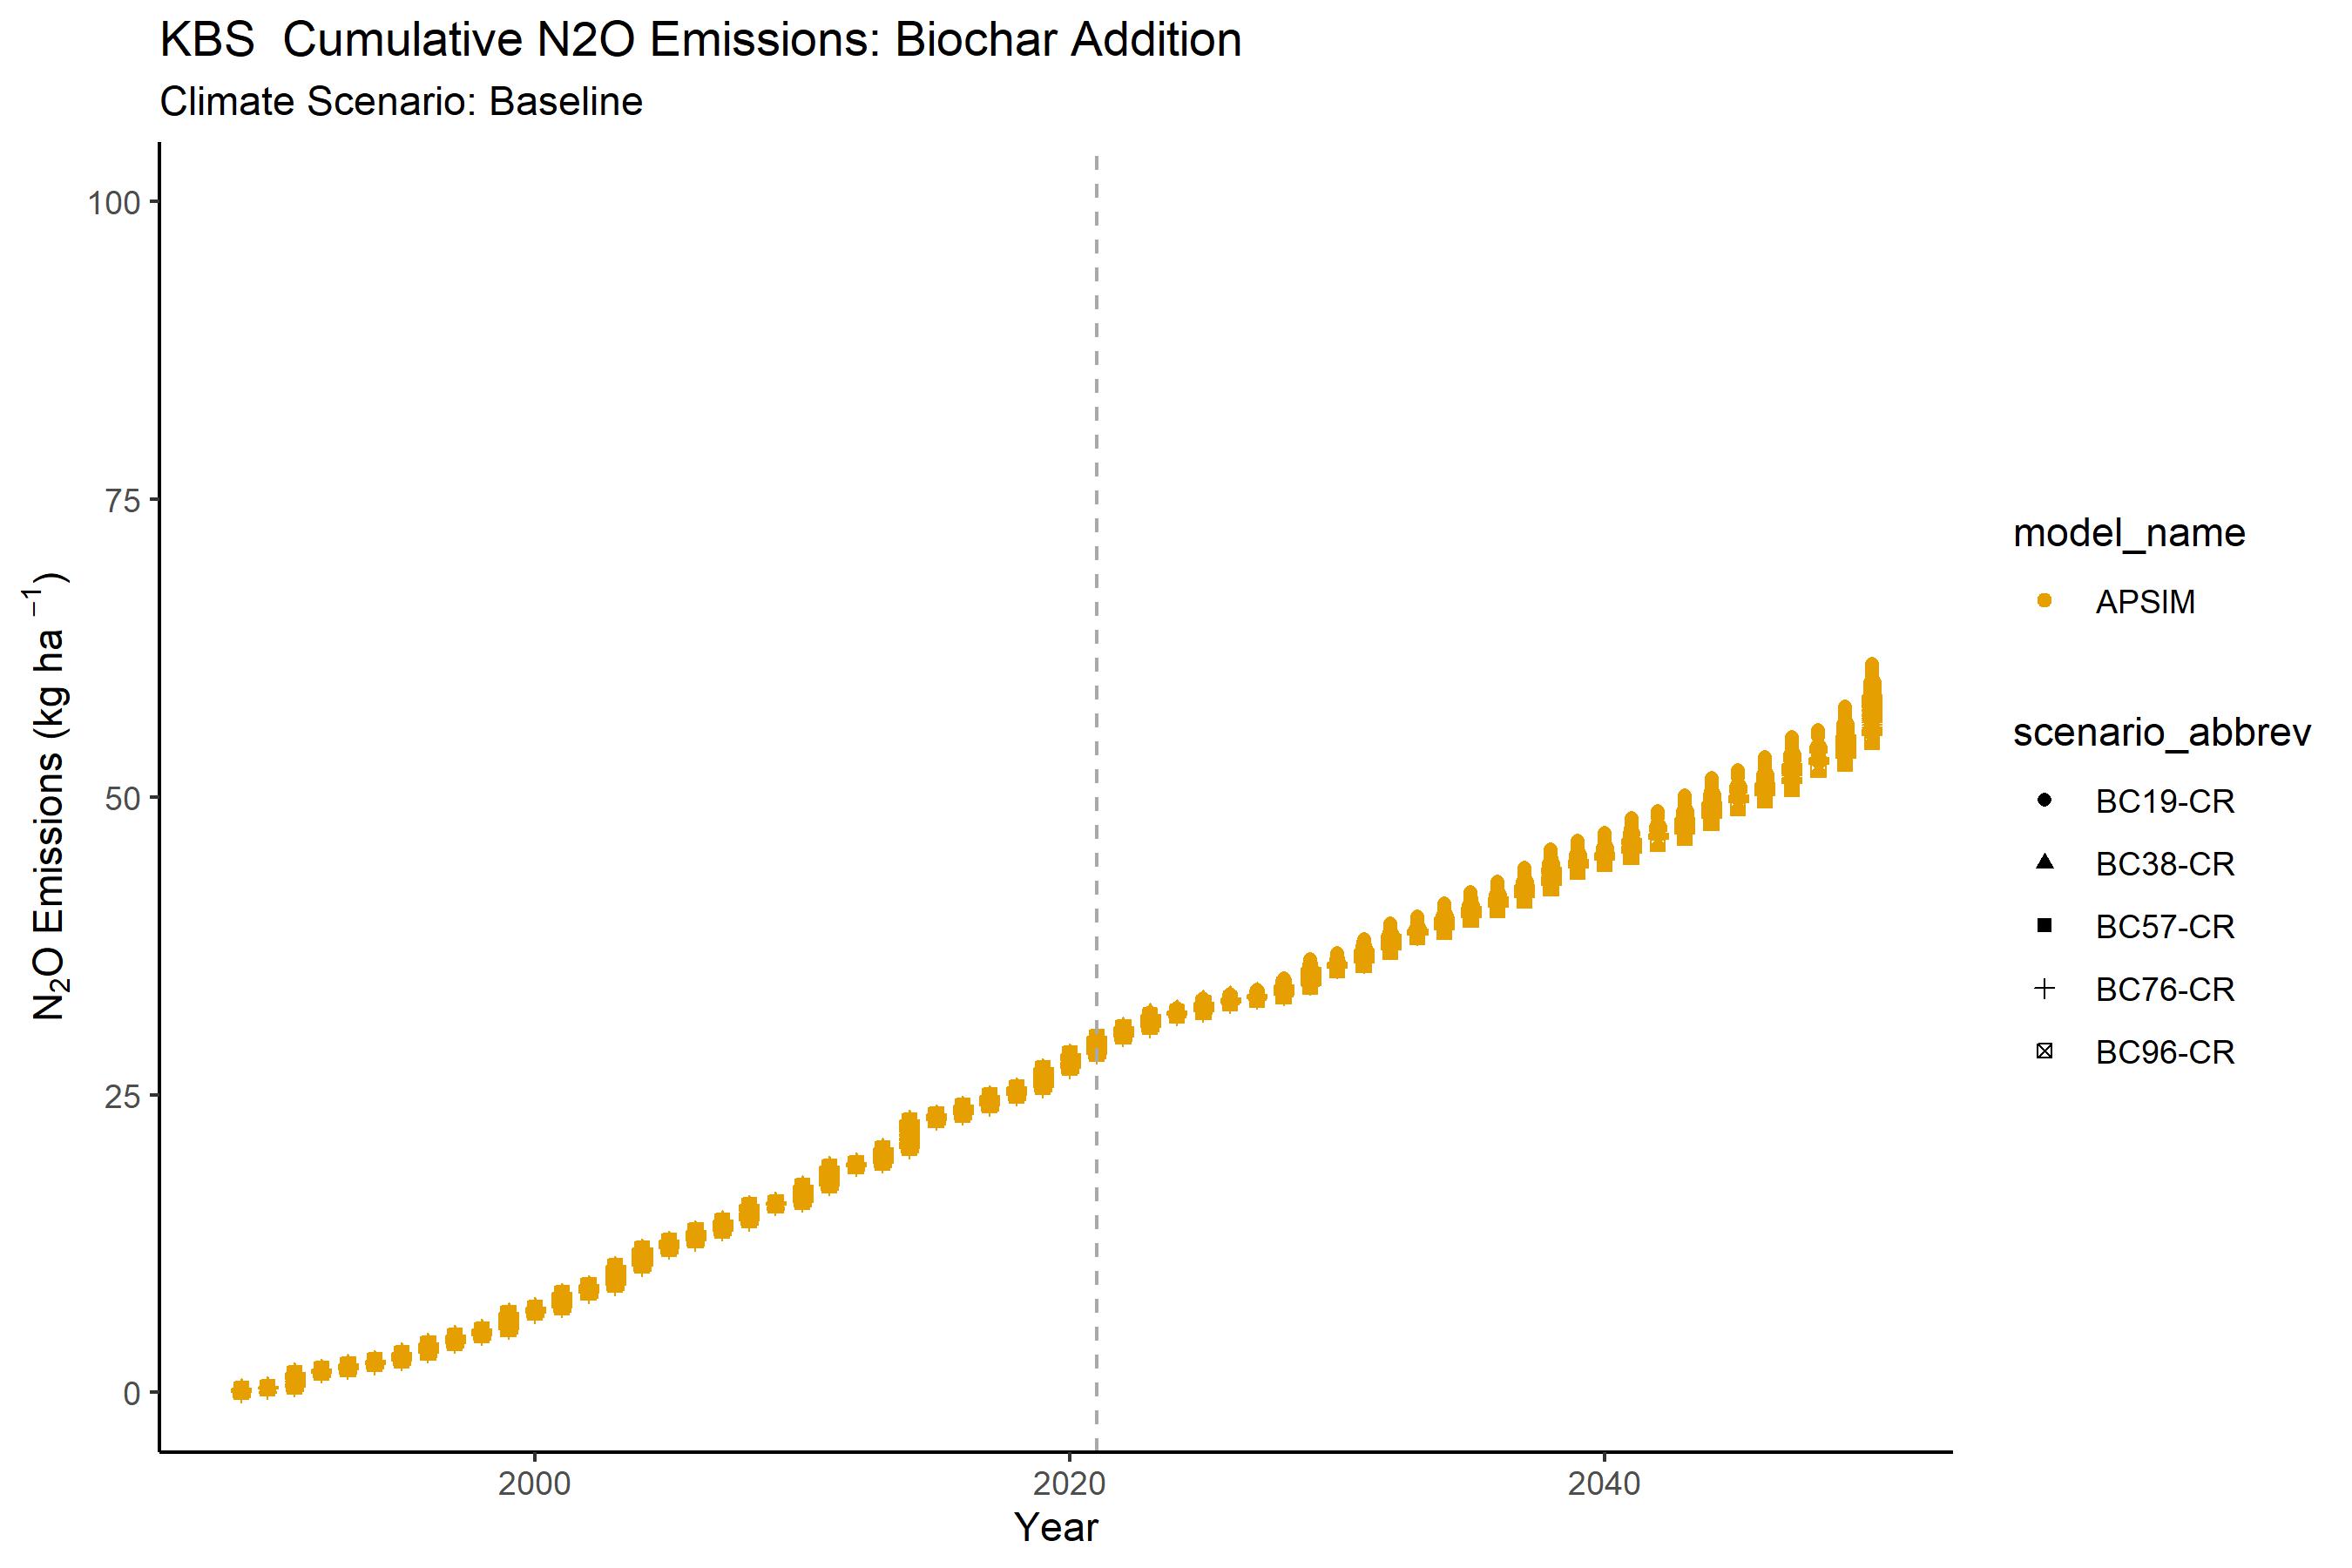 KBS  Cumulative N2O Emissions: Biochar Addition
Climate Scenario: Baseline
N₂O Emissions (kg ha ⁻¹)
100
75
50
25
0
2000
2020
2040
Year
model_name
APSIM
scenario_abbrev
BC19-CR
BC38-CR
BC57-CR
BC76-CR
BC96-CR